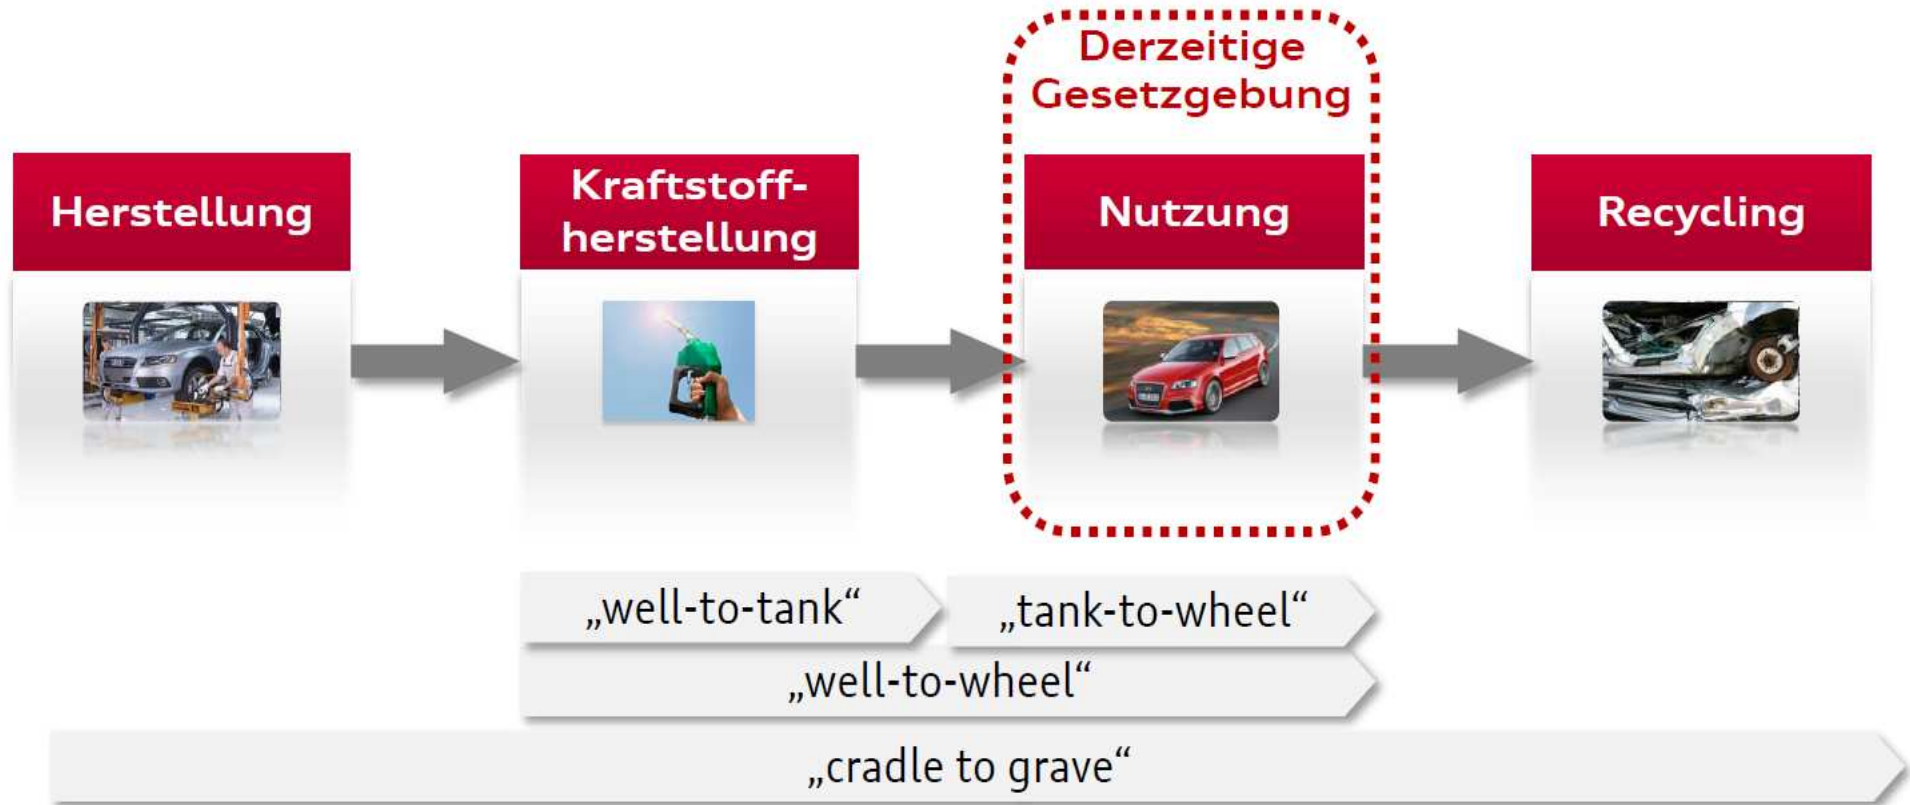 Derzeitige
Gesetzgebung
Herstellung
Kraftstoff-
herstellung
Nutzung
Recycling
„well-to-tank“
„tank-to-wheel“
„well-to-wheel“
„cradle to grave“